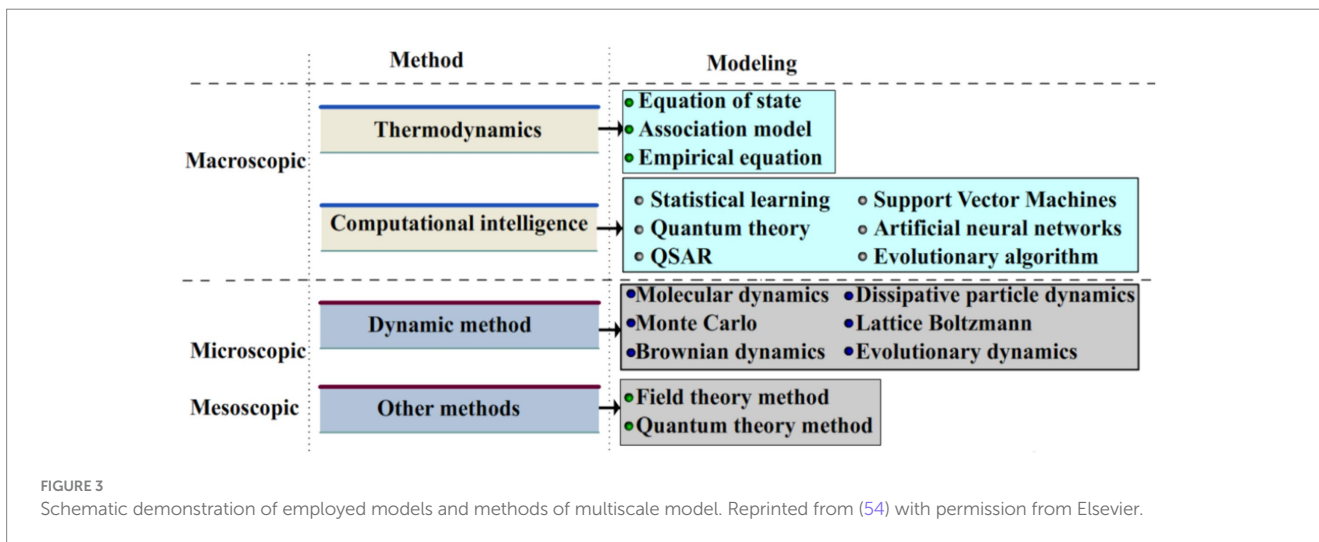 Method
Modeling
Macroscopic
Thermodynamics
Equation of state
Association model
Empirical equation
Computational intelligence
Statistical learning
Quantum theory
QSAR
Support Vector Machines
Artificial neural networks
Evolutionary algorithm
Microscopic
Dynamic method
Molecular dynamics
Monte Carlo
Brownian dynamics
Dissipative particle dynamics
Lattice Boltzmann
Evolutionary dynamics
Mesoscopic
Other methods
Field theory method
Quantum theory method
FIGURE 3
Schematic demonstration of employed models and methods of multiscale model. Reprinted from (54) with permission from Elsevier.